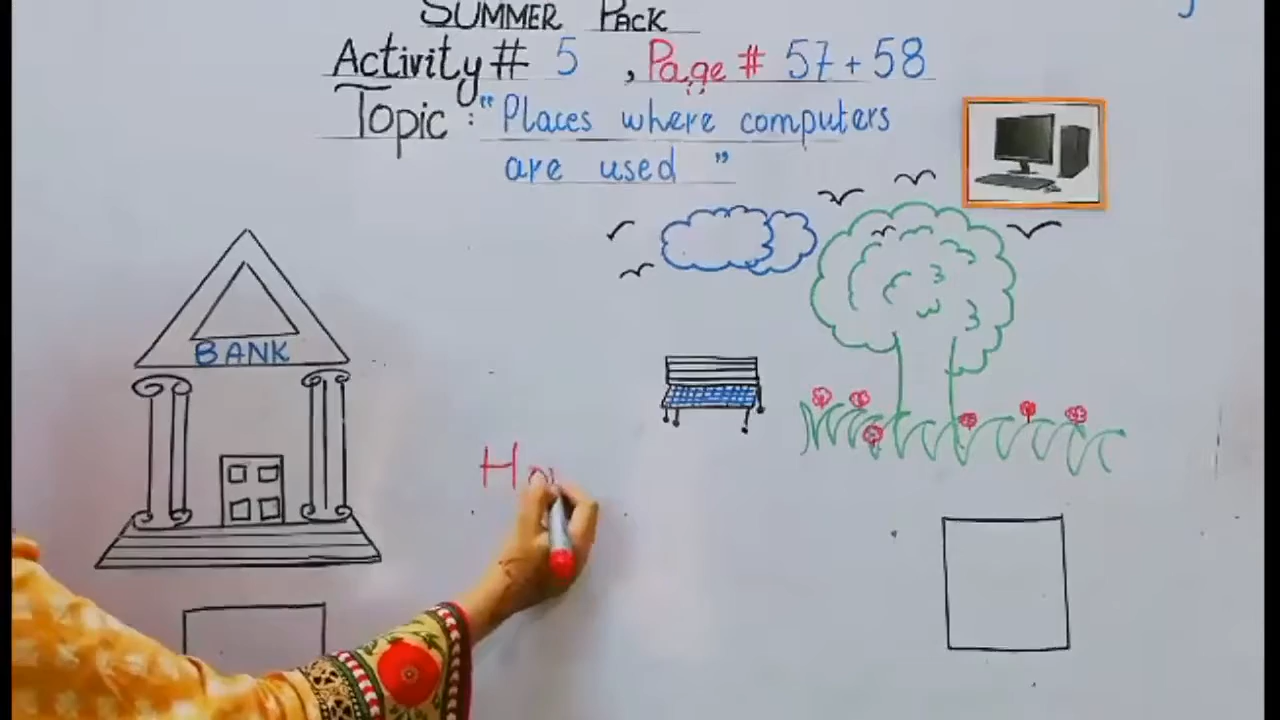 SUMMER PACK
Activity # 5 , Page # 57 + 58
Topic : "Places where computers
are used "
BANK